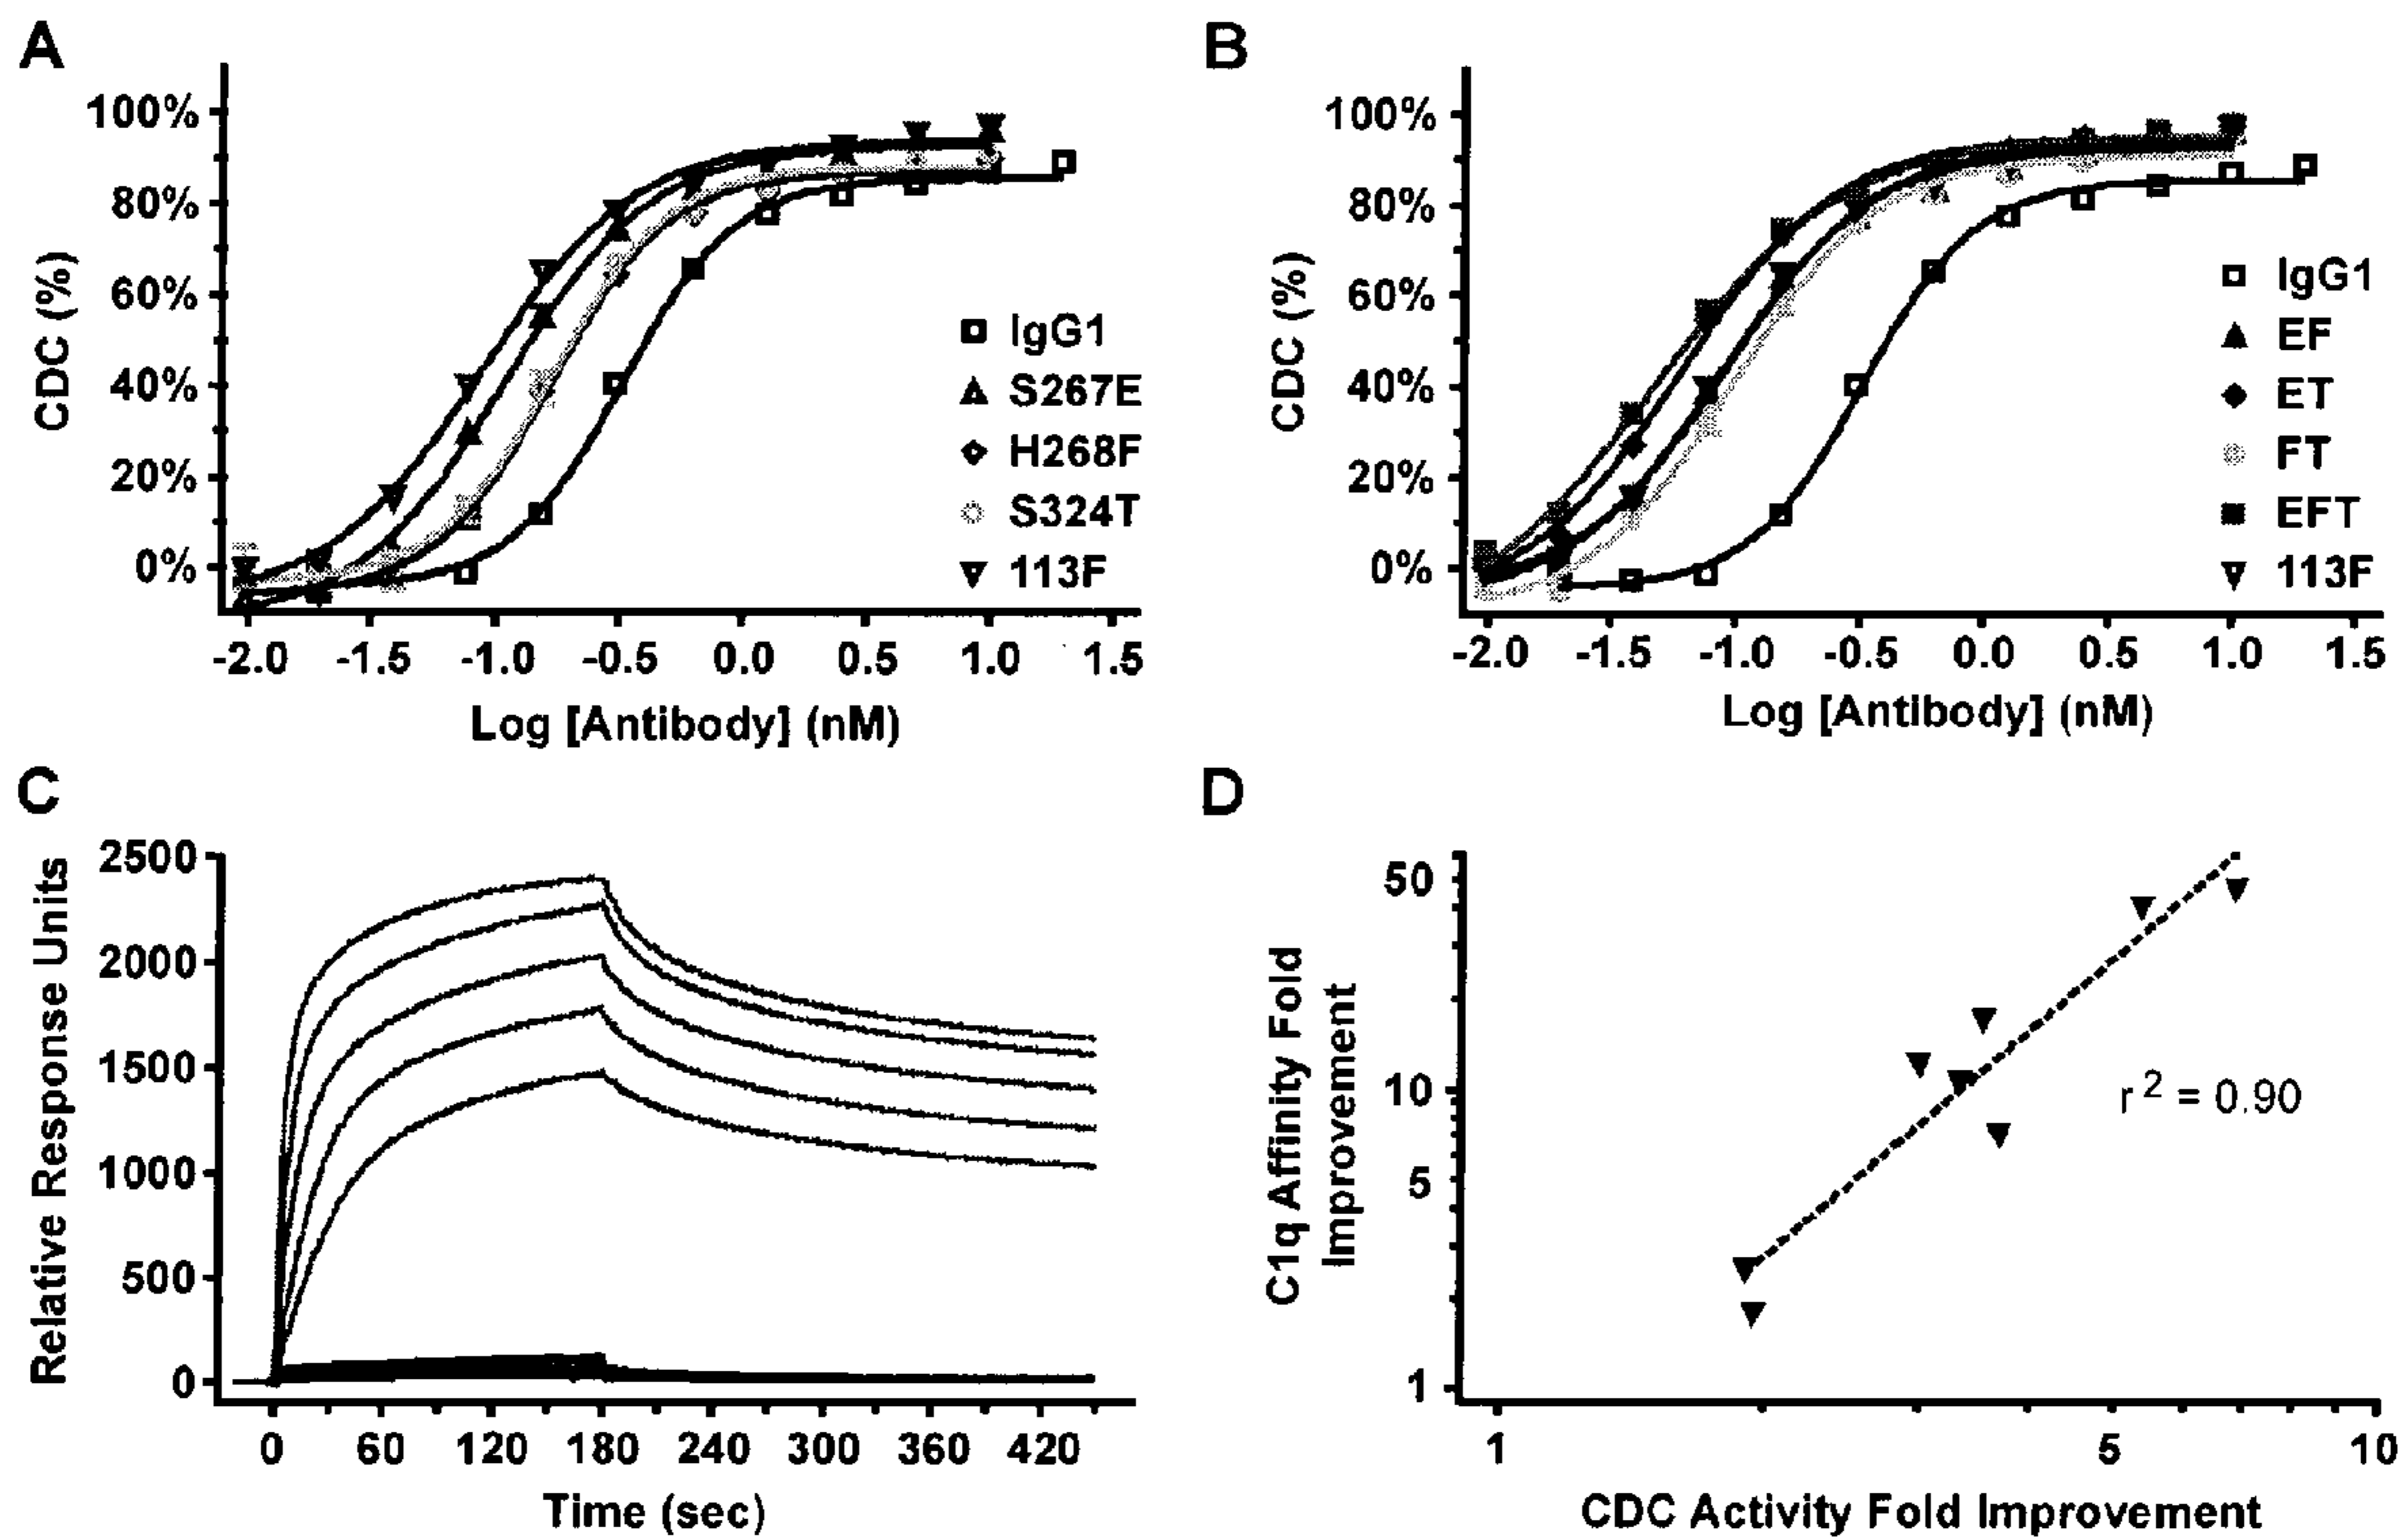 A
100%
80%
60%
40%
20%
0%
CDC (%)
IgG1
S267E
H268F
S324T
113F
-2.0 -1.5 -1.0 -0.5 0.0 0.5 1.0 1.5
Log [Antibody] (nM)
B
100%
80%
60%
40%
20%
0%
CDC (%)
IgG1
EF
ET
FT
EFT
113F
-2.0 -1.5 -1.0 -0.5 0.0 0.5 1.0 1.5
Log [Antibody] (nM)
C
2500
2000
1500
1000
500
0
Relative Response Units
0 60 120 180 240 300 360 420
Time (sec)
D
50
10
5
1
C1q Affinity Fold
Improvement
r2 = 0.90
1 5 10
CDC Activity Fold Improvement